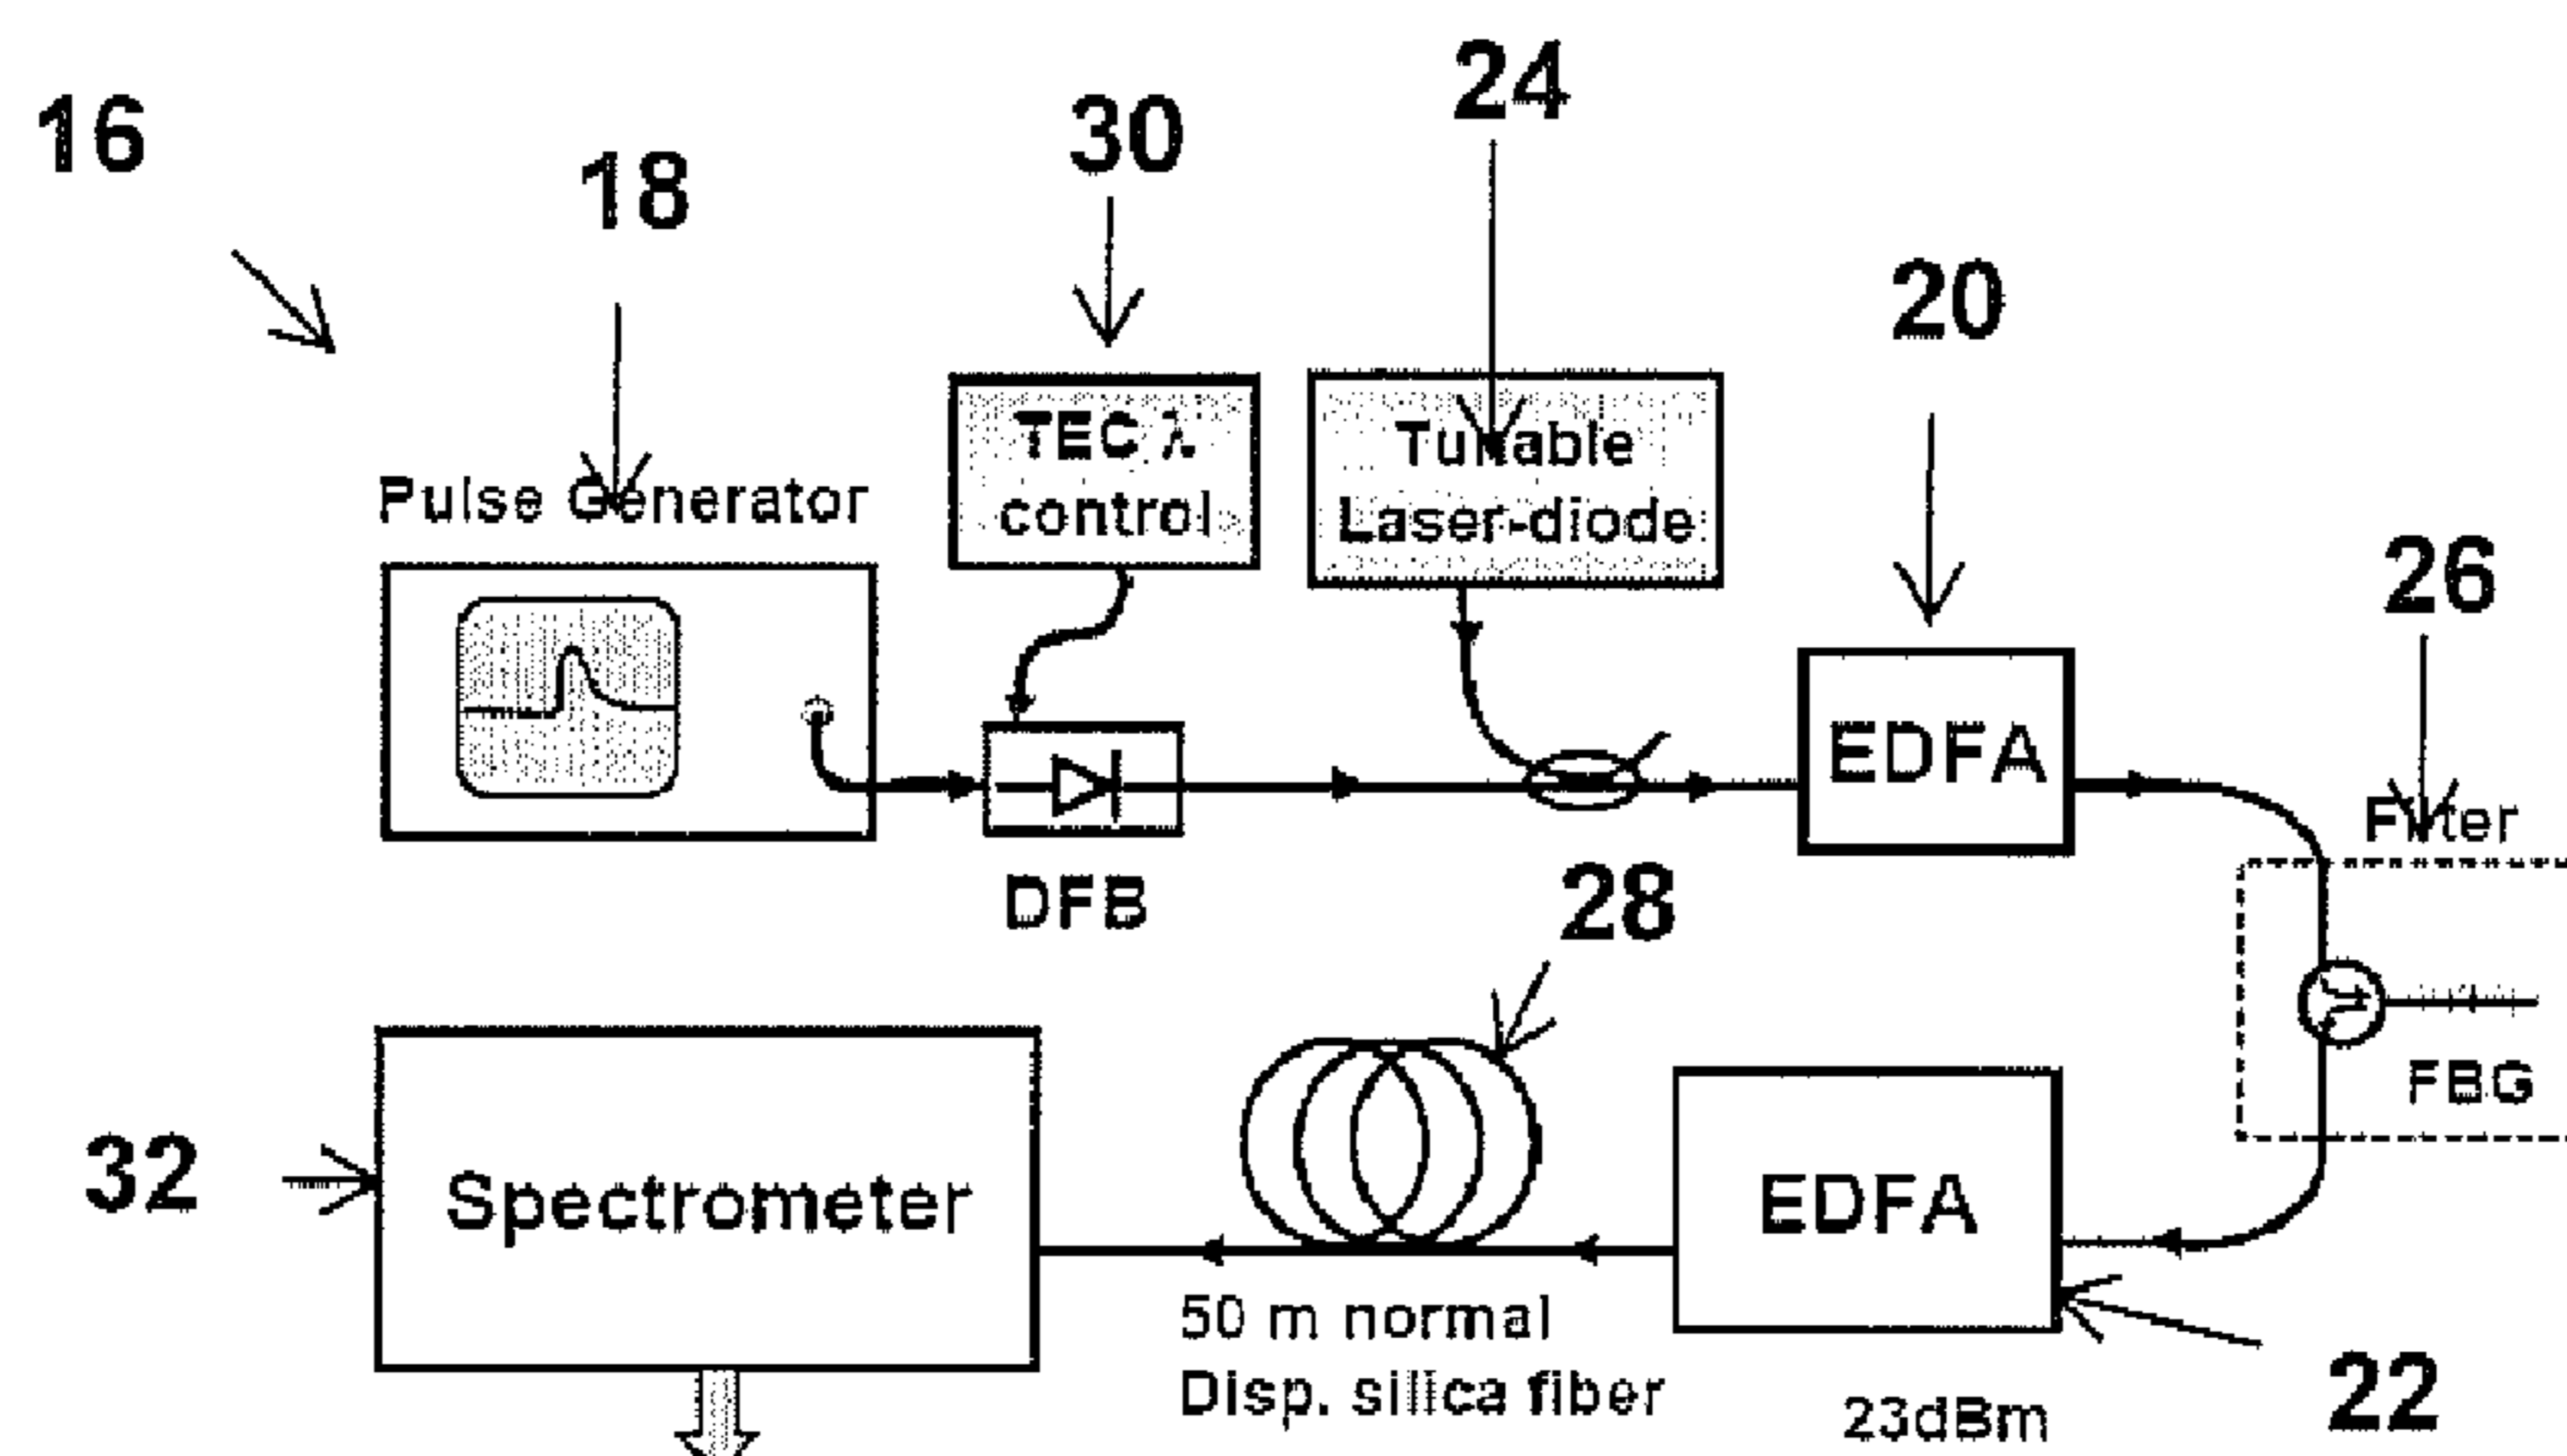 16
18
30
24
20
26
Pulse Generator
TEC λ
control
Tunable
Laser-diode
EDFA
Filter
DFB
28
FBG
32
Spectrometer
EDFA
50 m normal
Disp. silica fiber
23dBm
22